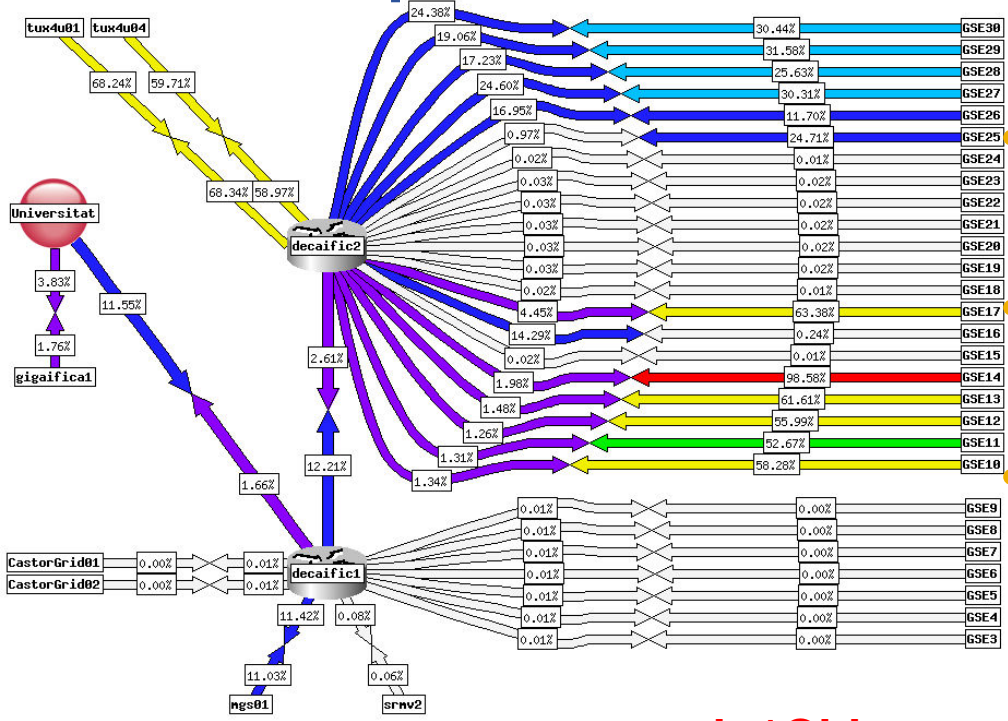 24.38%
tux4u01 tux4u04
30.44% GSE30
19.06%
31.58% GSE29
17.23%
25.63% GSE28
68.24% 59.71%
24.60%
30.31% GSE27
16.95%
11.70% GSE26
0.97% 24.71% GSE25
0.02% 0.01% GSE24
0.03% 0.02% GSE23
68.34% 58.97%
0.03% 0.02% GSE22
Universitat
0.03% 0.02% GSE21
decaific2
0.03% 0.02% GSE20
0.03% 0.02% GSE19
3.83%
0.02% 0.01% GSE18
11.55%
4.45% 63.38% GSE17
14.29% 0.24% GSE16
1.76%
2.61%
0.02% 0.01% GSE15
gigaifica1
1.98% 98.58% GSE14
1.48% 61.61% GSE13
1.26% 55.99% GSE12
1.31% 52.67% GSE11
12.21%
1.34% 58.28% GSE10
1.66%
0.01% 0.00% GSE9
0.01% 0.00% GSE8
0.01% 0.00% GSE7
CastorGrid01 0.00% 0.01%
decaific1
0.01% 0.00% GSE6
CastorGrid02 0.00% 0.01%
0.01% 0.00% GSE5
11.42% 0.08%
0.01% 0.00% GSE4
0.01% 0.00% GSE3
11.03% 0.06%
mgs01 srmv2